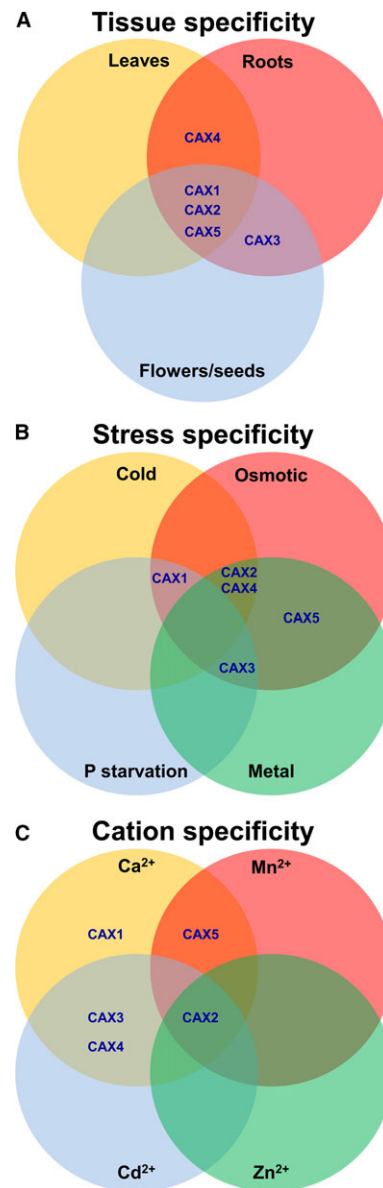 A
Tissue specificity
Leaves Roots
CAX4
CAX1
CAX2
CAX5
CAX3
Flowers/seeds
B
Stress specificity
Cold Osmotic
CAX1
CAX2
CAX4
CAX5
CAX3
P starvation Metal
C
Cation specificity
Ca²⁺ Mn²⁺
CAX1 CAX5
CAX3 CAX2
CAX4
Cd²⁺ Zn²⁺